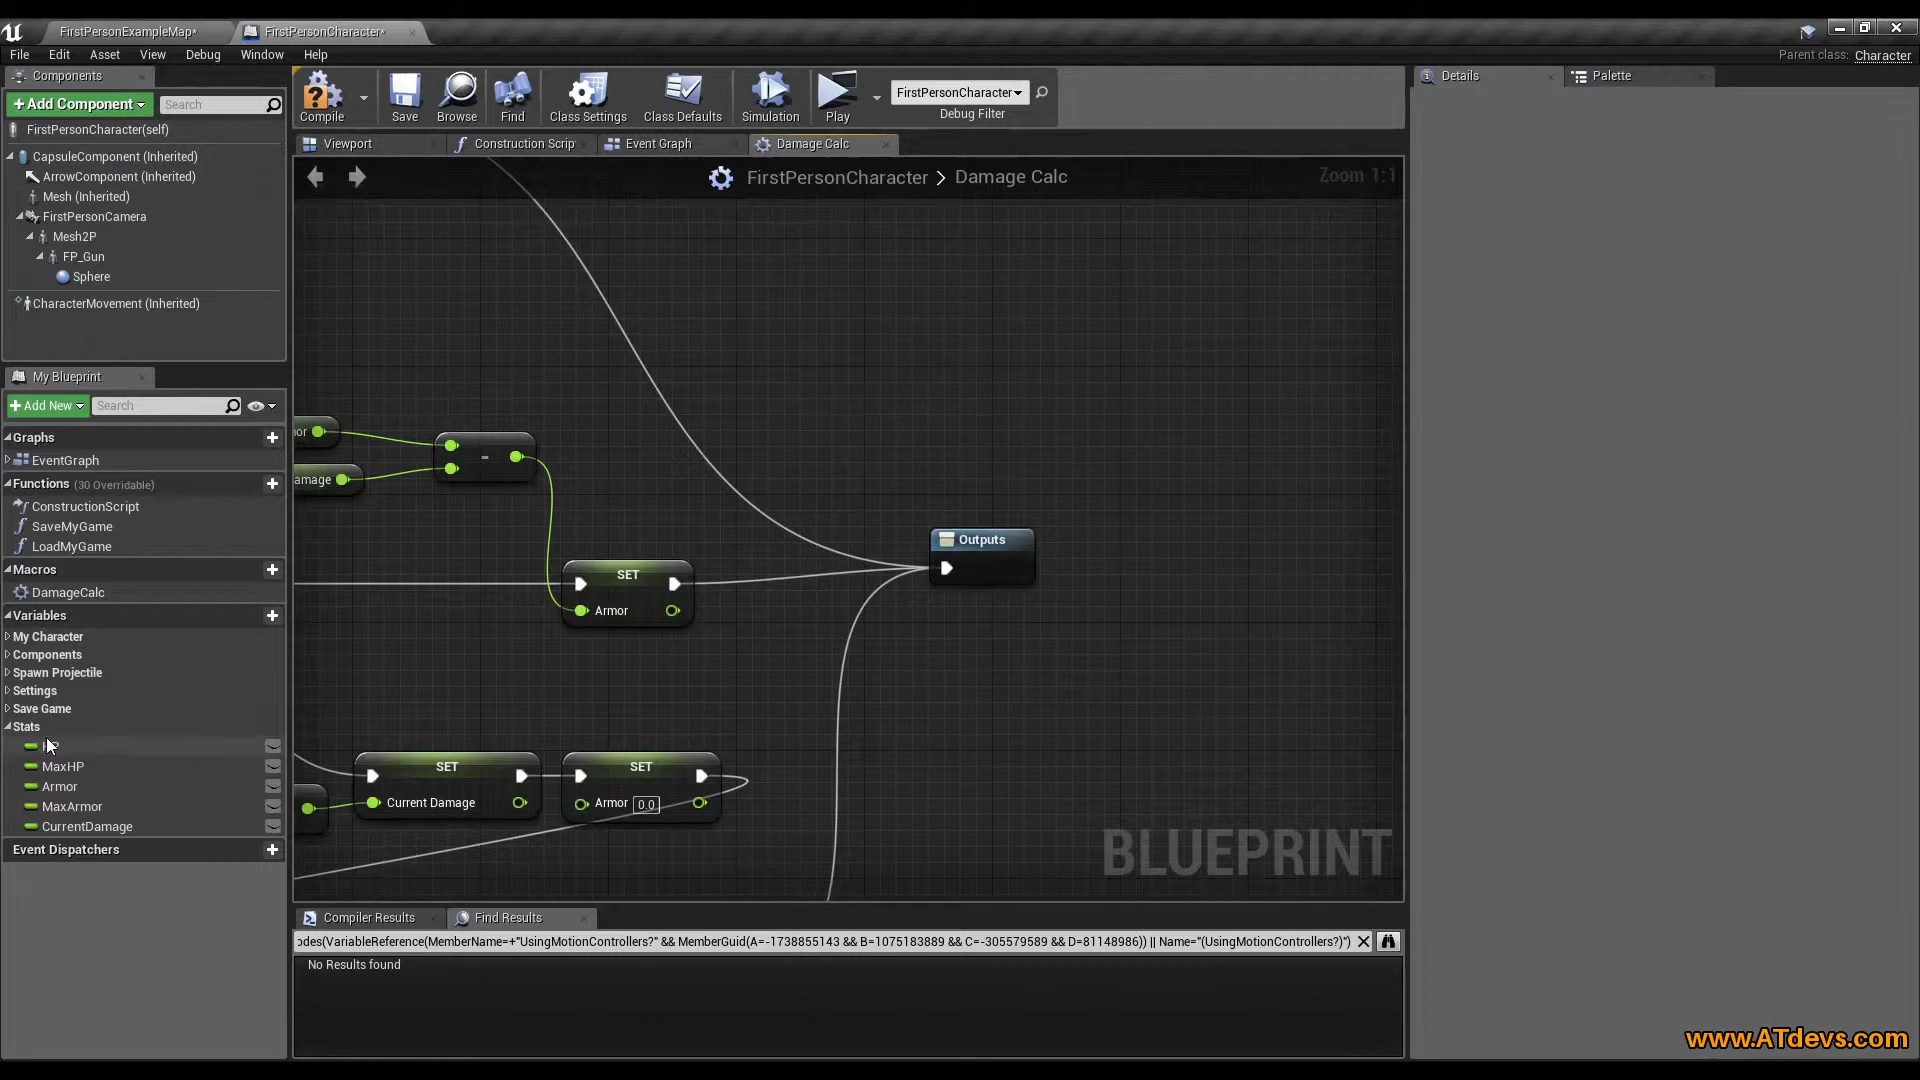 FirstPersonExampleMap*
FirstPersonCharacter*
File Edit Asset View Debug Window Help
Parent class: Character
Components
Add Component
Search
FirstPersonCharacter(self)
CapsuleComponent (Inherited)
ArrowComponent (Inherited)
Mesh (Inherited)
FirstPersonCamera
Mesh2P
FP_Gun
Sphere
CharacterMovement (Inherited)
My Blueprint
Add New
Search
Graphs
EventGraph
Functions (30 Overridable)
ConstructionScript
SaveMyGame
LoadMyGame
Macros
DamageCalc
Variables
My Character
Components
Spawn Projectile
Settings
Save Game
Stats
MaxHP
Armor
MaxArmor
CurrentDamage
Event Dispatchers
Compile
Save
Browse
Find
Class Settings
Class Defaults
Simulation
Play
FirstPersonCharacter
Debug Filter
Viewport
Construction Scrip
Event Graph
Damage Calc
FirstPersonCharacter > Damage Calc
Zoom 1:1
or
amage
-
SET
Armor
Outputs
SET
Current Damage
SET
Armor 0.0
BLUEPRINT
Compiler Results
Find Results
odes(VariableReference(MemberName=+"UsingMotionControllers?" && MemberGuid(A=-1738855143 && B=1075183889 && C=-305579589 && D=81148986)) || Name="(UsingMotionControllers?)")
No Results found
Details
Palette
www.ATdevs.com